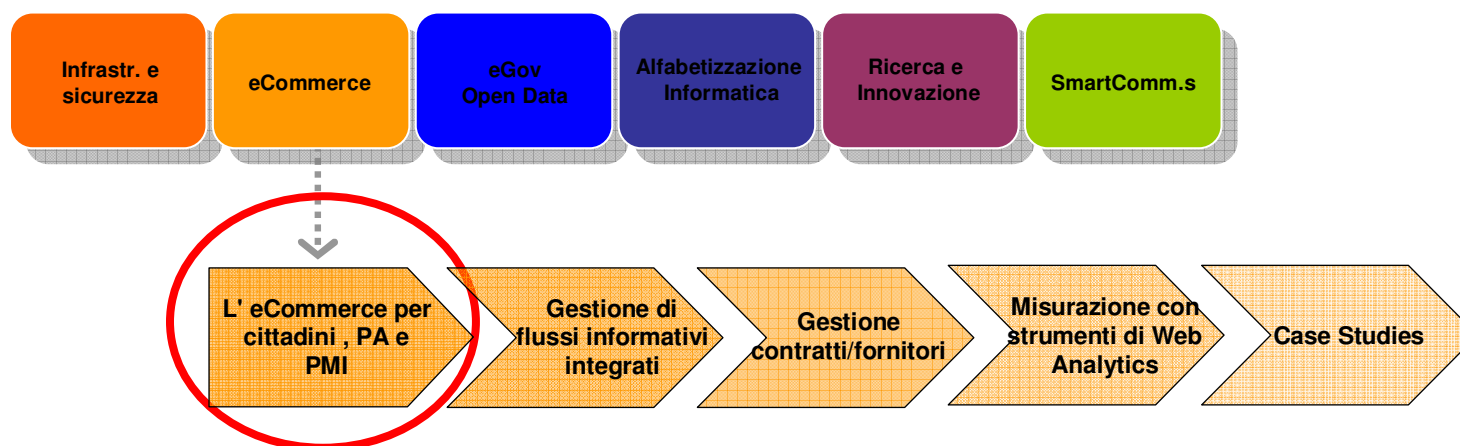 Infrastr. e
sicurezza
eCommerce
eGov
Open Data
Alfabetizzazione
Informatica
Ricerca e
Innovazione
SmartComm.s
L' eCommerce per
cittadini , PA e
PMI
Gestione di
flussi informativi
integrati
Gestione
contratti/fornitori
Misurazione con
strumenti di Web
Analytics
Case Studies